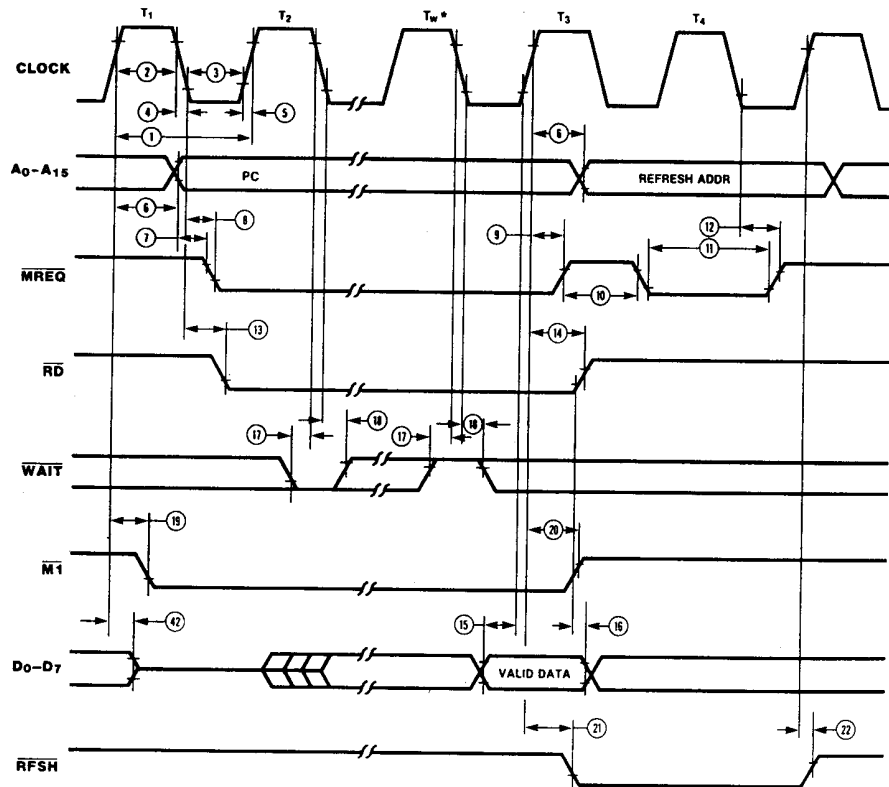 T1 T2 Tw* T3 T4
CLOCK
2 3
4 5
1 6
A0-A15 PC REFRESH ADDR
6 8 12
7 9 11
MREQ
10
13 14
RD
17 18 17 18
WAIT
19 20
M1
42 15 16
D0-D7 VALID DATA
21 22
RFSH